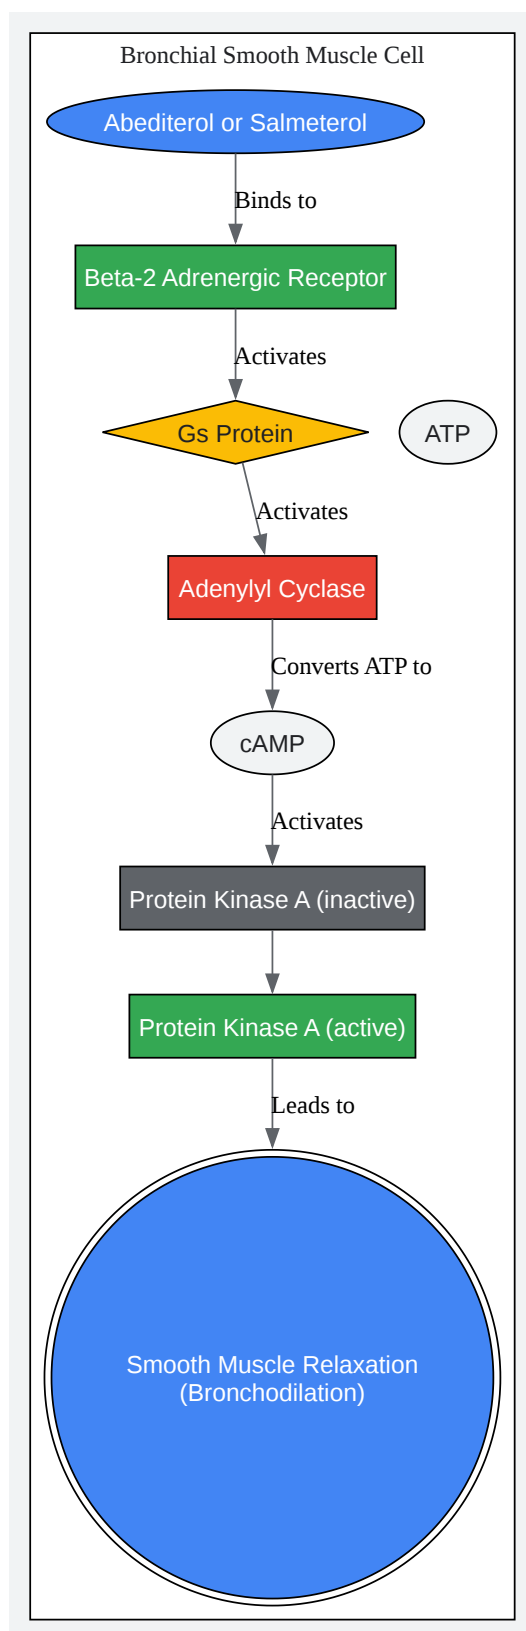 Bronchial Smooth Muscle Cell
Abediterol or Salmeterol
Binds to
Beta-2 Adrenergic Receptor
Activates
Gs Protein
ATP
Activates
Adenylyl Cyclase
Converts ATP to
cAMP
Activates
Protein Kinase A (inactive)
Protein Kinase A (active)
Leads to
Smooth Muscle Relaxation
(Bronchodilation)